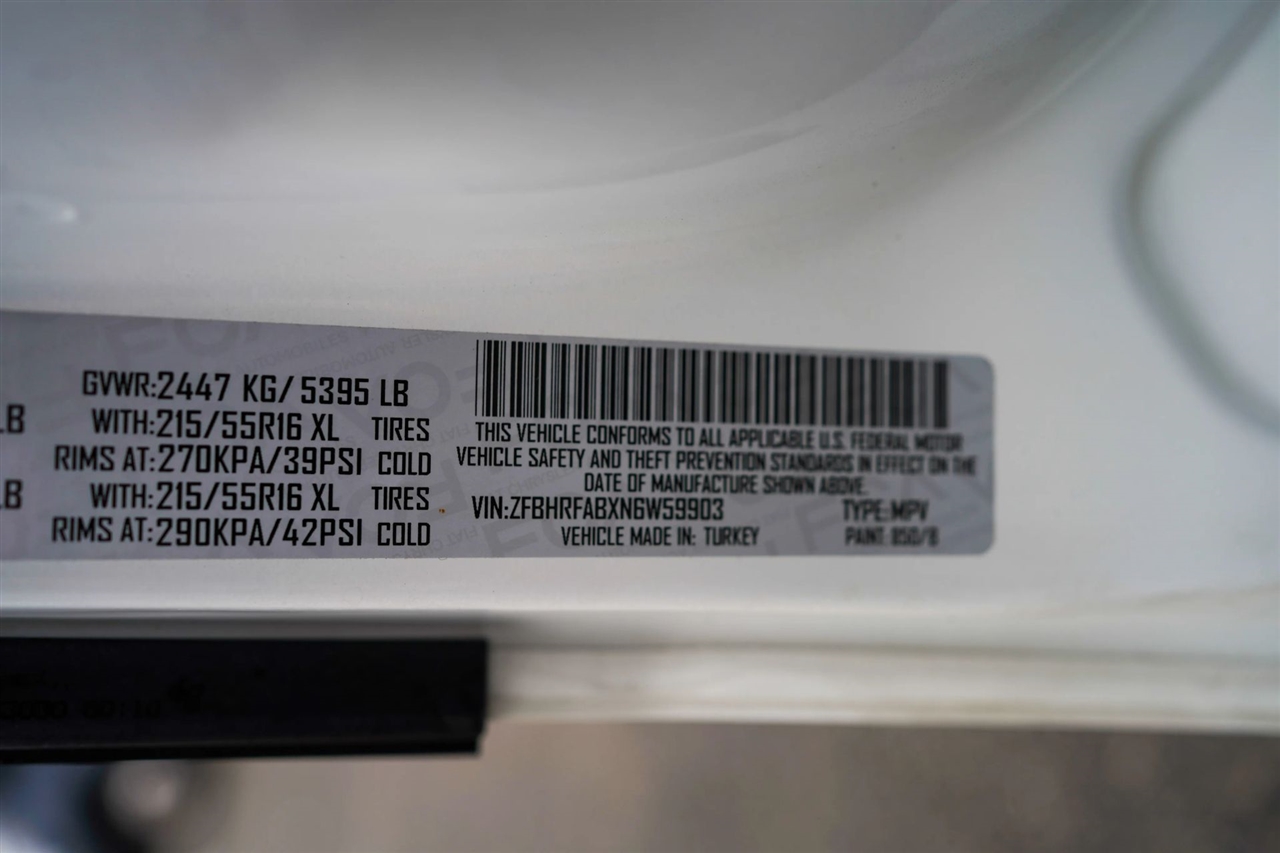 GVWR:2447 KG/ 5395 LB
LB WITH:215/55R16 XL TIRES
RIMS AT:270KPA/39PSI COLD
LB WITH:215/55R16 XL TIRES
RIMS AT:290KPA/42PSI COLD
THIS VEHICLE CONFORMS TO ALL APPLICABLE U.S. FEDERAL MOTOR
VEHICLE SAFETY AND THEFT PREVENTION STANDARDS IN EFFECT ON THE
DATE OF MANUFACTURE SHOWN ABOVE.
VIN:ZFBHRFABXN6W59903 TYPE:MPV
VEHICLE MADE IN: TURKEY PAINT: 850/B